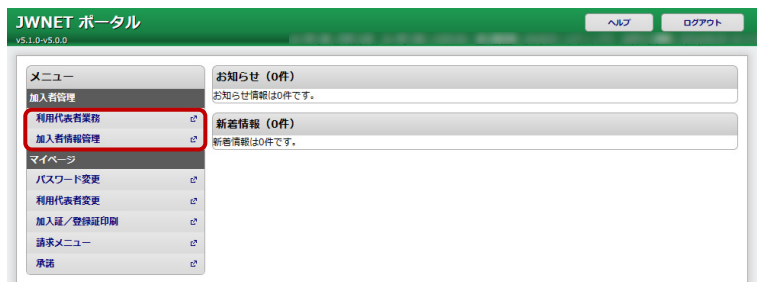 JWNET ポータル
v5.1.0-v5.0.0
ヘルプ
ログアウト
メニュー
加入者管理
利用代表者業務
加入者情報管理
マイページ
パスワード変更
利用代表者変更
加入証／登録証印刷
請求メニュー
承諾
お知らせ（0件）
お知らせ情報は0件です。
新着情報（0件）
新着情報は0件です。